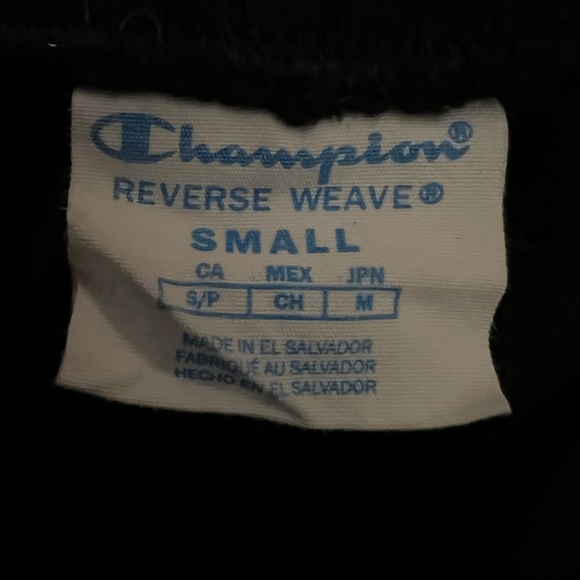 Champion®
REVERSE WEAVE®
SMALL
CA MEX JPN
S/P CH M
MADE IN EL SALVADOR
FABRIQUÉ AU SALVADOR
HECHO EN EL SALVADOR